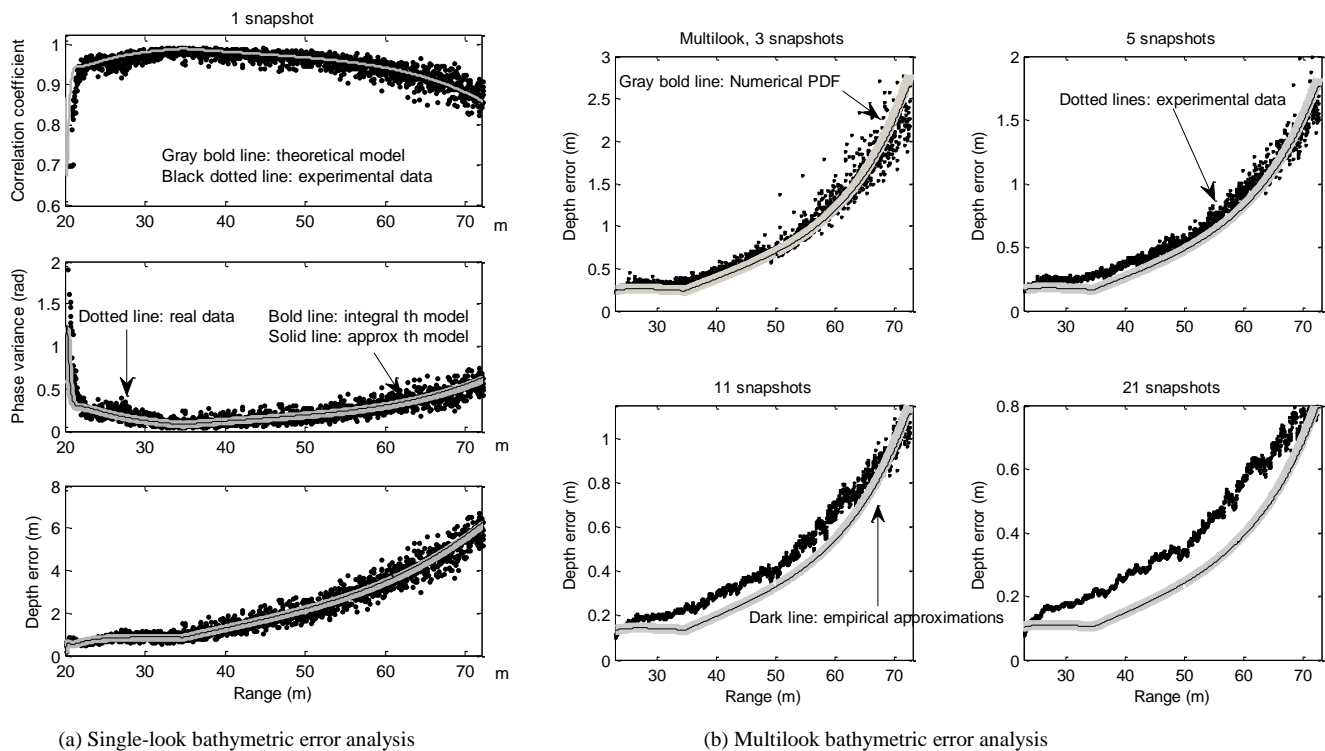 1 snapshot
Correlation coefficient
1
0.9
0.8
0.7
0.6
Gray bold line: theoretical model
Black dotted line: experimental data
20 30 40 50 60 70 m
Phase variance (rad)
2
1.5
1
0.5
0
Dotted line: real data
Bold line: integral th model
Solid line: approx th model
20 30 40 50 60 70 m
Depth error (m)
8
6
4
2
0
20 30 40 50 60 70 m
Range (m)
(a) Single-look bathymetric error analysis
Multilook, 3 snapshots
Depth error (m)
3
2.5
2
1.5
1
0.5
0
Gray bold line: Numerical PDF
30 40 50 60 70
5 snapshots
Depth error (m)
2
1.5
1
0.5
0
Dotted lines: experimental data
30 40 50 60 70
11 snapshots
Depth error (m)
1
0.8
0.6
0.4
0.2
0
Dark line: empirical approximations
30 40 50 60 70
Range (m)
21 snapshots
Depth error (m)
0.8
0.6
0.4
0.2
0
30 40 50 60 70
Range (m)
(b) Multilook bathymetric error analysis